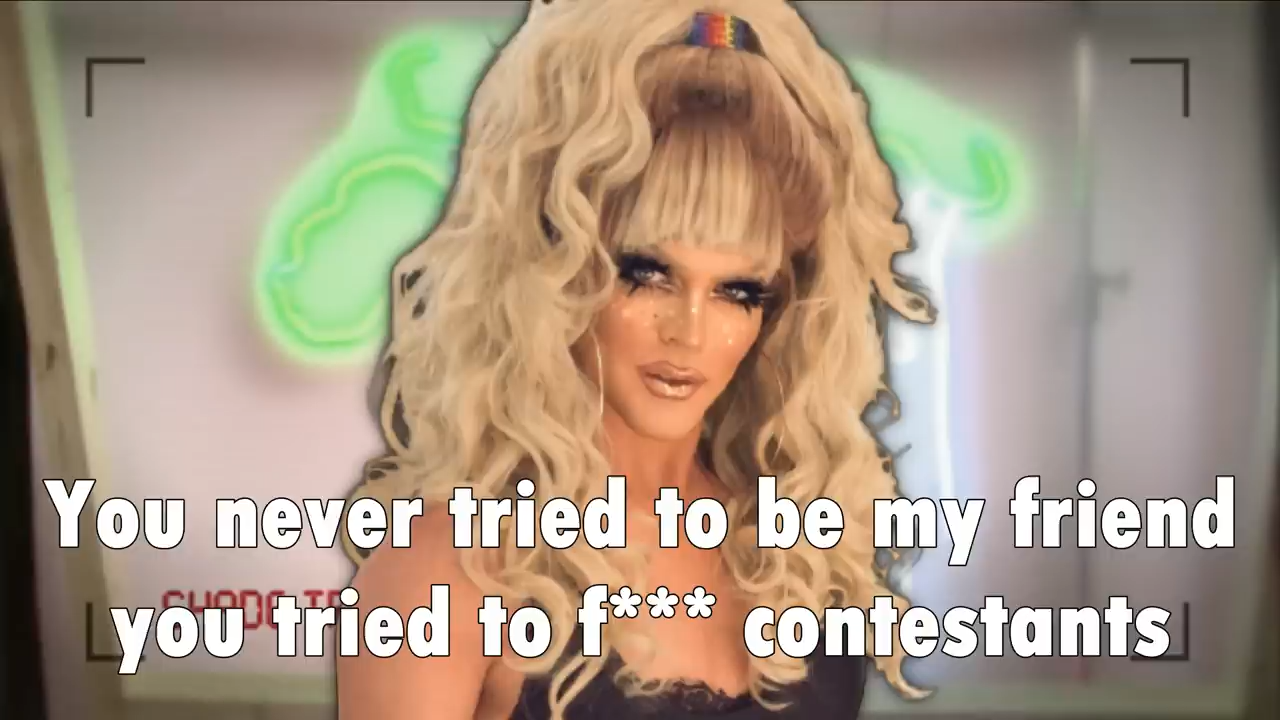 You never tried to be my friend
you tried to f*** contestants